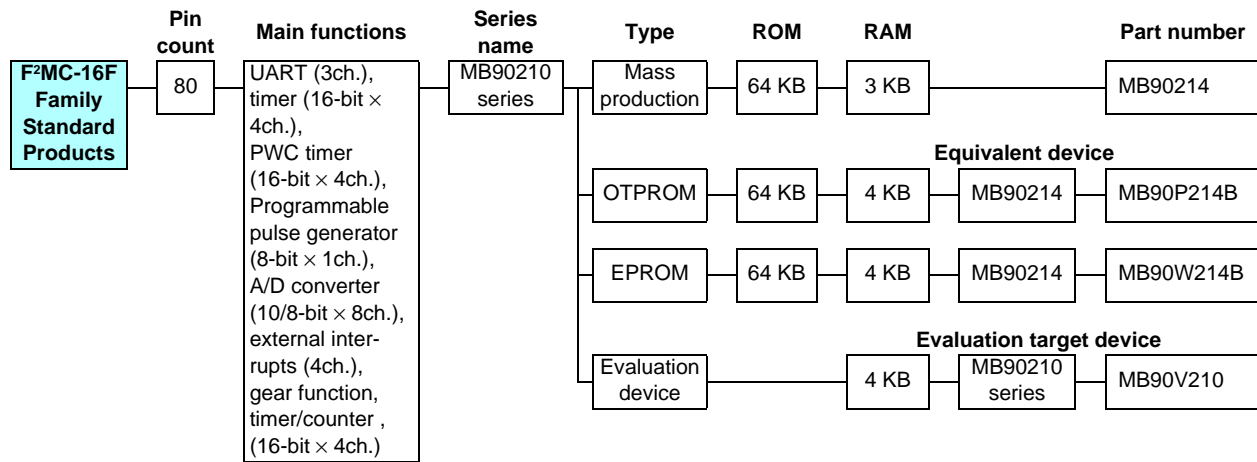 Pin count
Main functions
Series name
Type
ROM
RAM
Part number
F²MC-16F
Family
Standard
Products
80
UART (3ch.),
timer (16-bit ×
4ch.),
PWC timer
(16-bit × 4ch.),
Programmable
pulse generator
(8-bit × 1ch.),
A/D converter
(10/8-bit × 8ch.),
external inter-
rupts (4ch.),
gear function,
timer/counter ,
(16-bit × 4ch.)
MB90210
series
Mass
production
64 KB
3 KB
MB90214
Equivalent device
OTPROM
64 KB
4 KB
MB90214
MB90P214B
EPROM
64 KB
4 KB
MB90214
MB90W214B
Evaluation target device
Evaluation
device
4 KB
MB90210
series
MB90V210